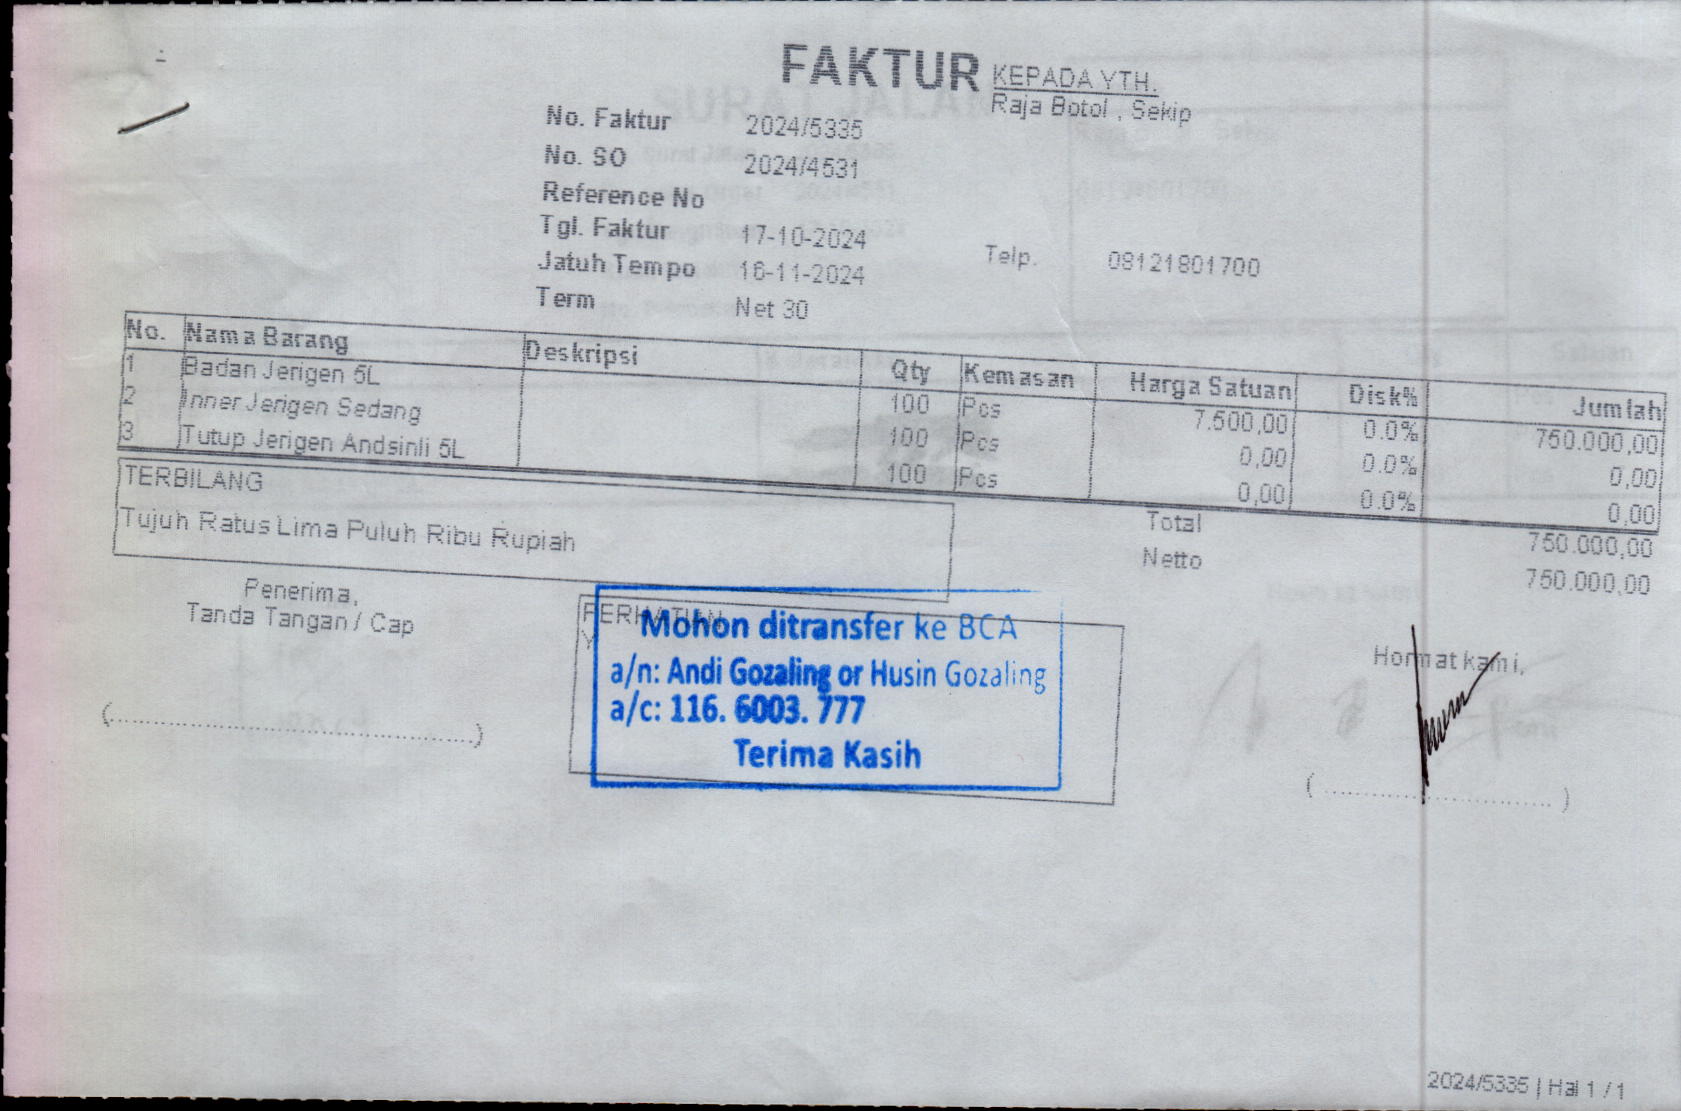 FAKTUR
KEPADA YTH.
Raja Botol , Sekip
No. Faktur 2024/5335
No. SO 2024/4531
Reference No
Tgl. Faktur 17-10-2024
Jatuh Tempo 16-11-2024
Telp. 08121801700
Term Net 30
No. Nama Barang Deskripsi Qty Kemasan Harga Satuan Disk% Jumlah
1 Badan Jerigen 5L 100 Pcs 7.500,00 0.0% 750.000,00
2 Inner Jerigen Sedang 100 Pcs 0,00 0.0% 0,00
3 Tutup Jerigen Andsinli 5L 100 Pcs 0,00 0.0% 0,00
TERBILANG
Tujuh Ratus Lima Puluh Ribu Rupiah
Total 750.000,00
Netto 750.000,00
Penerima,
Tanda Tangan / Cap
PERHATIAN
Mohon ditransfer ke BCA
a/n: Andi Gozaling or Husin Gozaling
a/c: 116. 6003. 777
Terima Kasih
Hormat kami,
2024/5335 | Hal 1 / 1